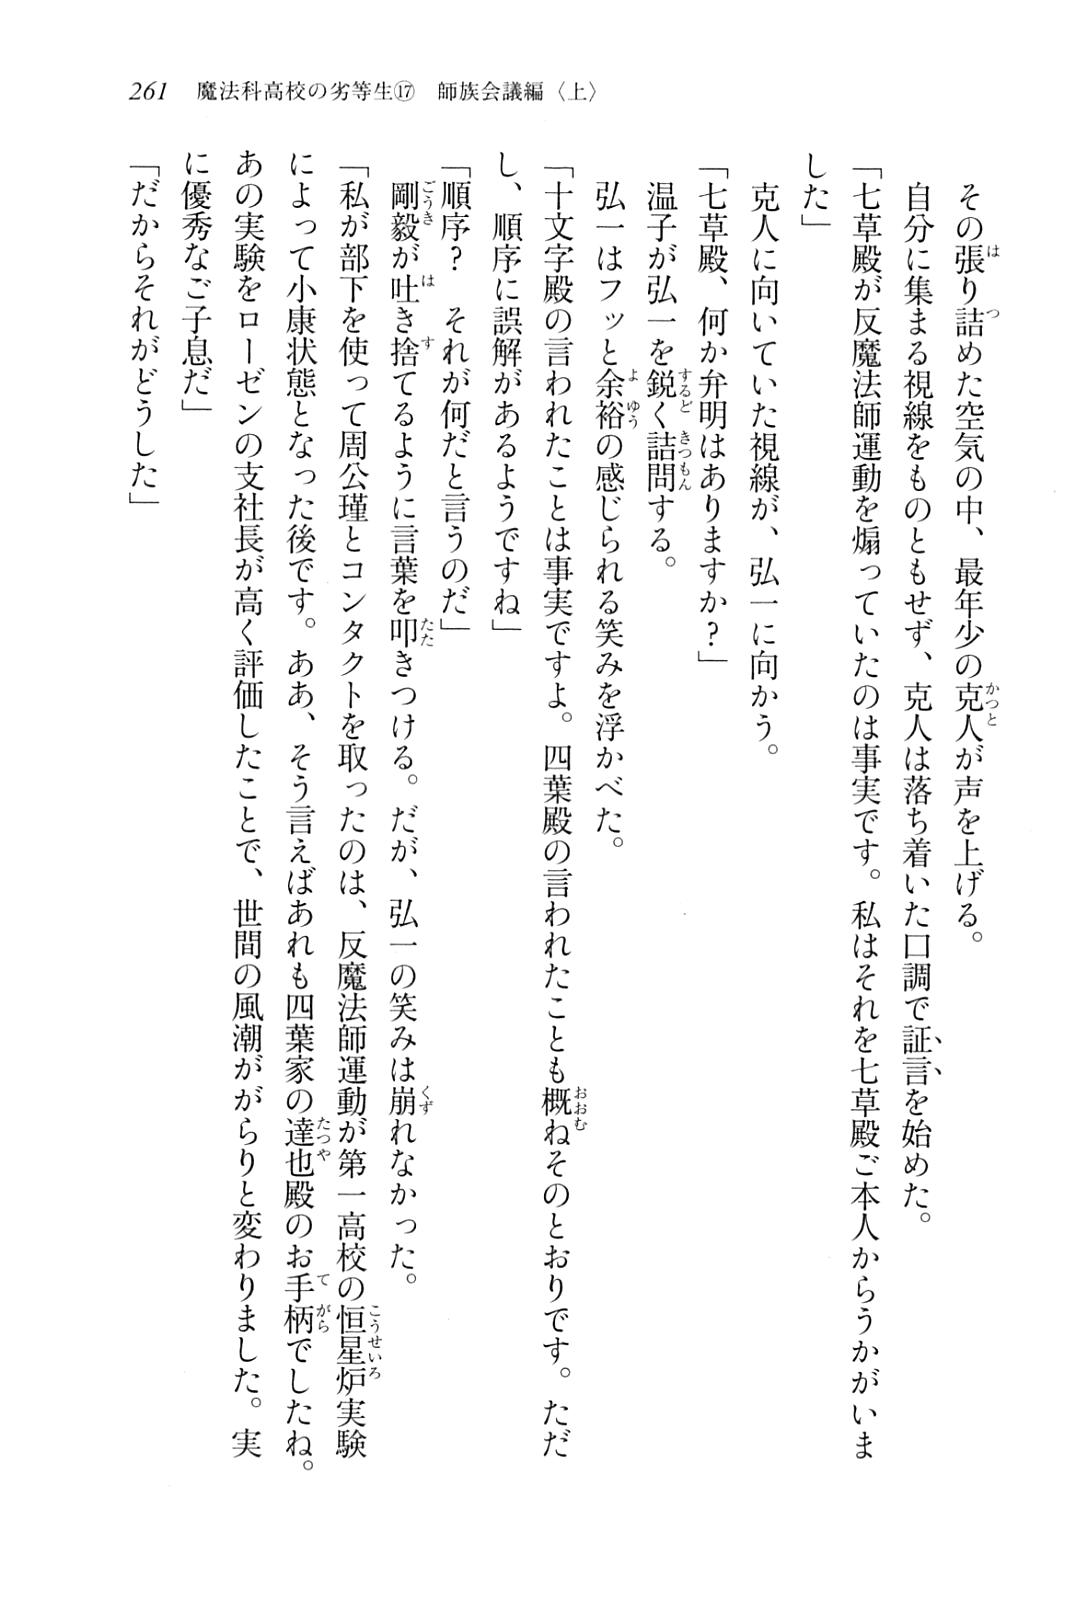 261　魔法科高校の劣等生⑰　師族会議編〈上〉
　その張り詰めた空気の中、最年少の克人が声を上げる。
　自分に集まる視線をものともせず、克人は落ち着いた口調で証言を始めた。
「七草殿が反魔法師運動を煽っていたのは事実です。私はそれを七草殿ご本人からうかがいま
した」
　克人に向いていた視線が、弘一に向かう。
「七草殿、何か弁明はありますか？」
　温子が弘一を鋭く詰問する。
　弘一はフッと余裕の感じられる笑みを浮かべた。
「十文字殿の言われたことは事実ですよ。四葉殿の言われたことも概ねそのとおりです。ただ
し、順序に誤解があるようですね」
「順序？　それが何だと言うのだ」
　剛毅が吐き捨てるように言葉を叩きつける。だが、弘一の笑みは崩れなかった。
「私が部下を使って周公瑾とコンタクトを取ったのは、反魔法師運動が第一高校の恒星炉実験
によって小康状態となった後です。ああ、そう言えばあれも四葉家の達也殿のお手柄でしたね。
あの実験をローゼンの支社長が高く評価したことで、世間の風潮ががらりと変わりました。実
に優秀なご子息だ」
「だからそれがどうした」